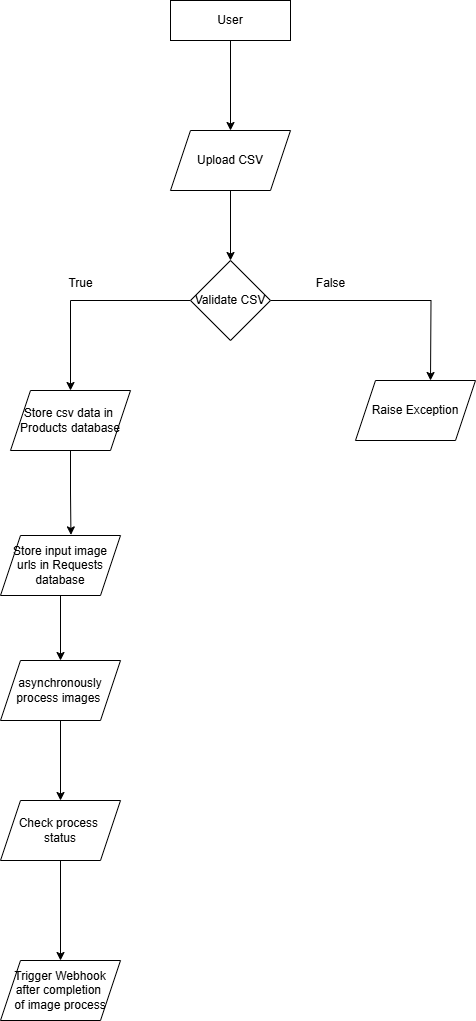 User
Upload CSV
Validate CSV
True
False
Store csv data in
Products database
Raise Exception
Store input image
urls in Requests
database
asynchronously
process images
Check process
status
Trigger Webhook
after completion
of image process